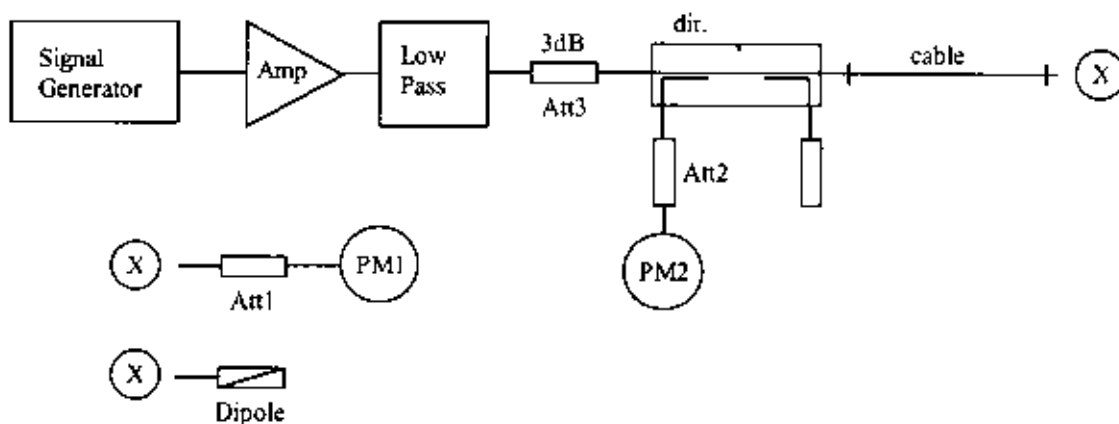 dir.
Signal
Generator
Amp
Low
Pass
3dB
Att3
cable
X
Att2
X
Att1
PM1
PM2
X
Dipole